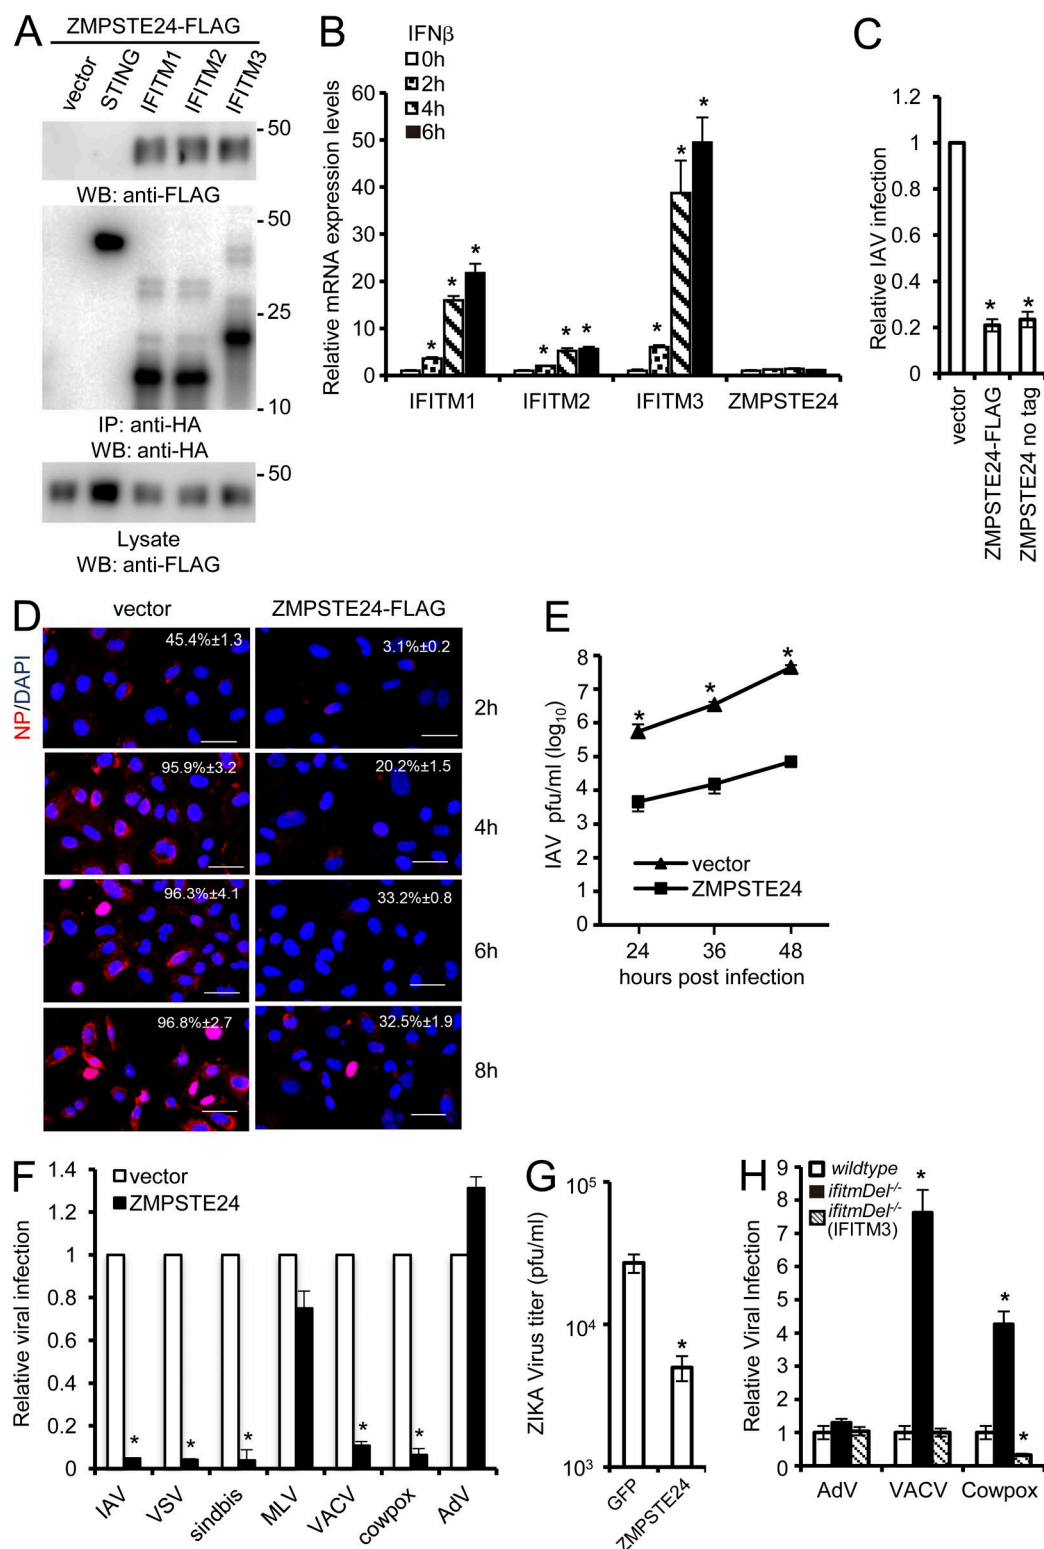 A
ZMPSTE24-FLAG
vector
STING
IFITM1
IFITM2
IFITM3
- 50
WB: anti-FLAG
- 50
- 25
- 10
IP: anti-HA
WB: anti-HA
- 50
Lysate
WB: anti-FLAG
B
IFNβ
0h
2h
4h
6h
Relative mRNA expression levels
60
50
40
30
20
10
0
* * *
* * *
* * *
IFITM1 IFITM2 IFITM3 ZMPSTE24
C
Relative IAV infection
1.2
1
0.8
0.6
0.4
0.2
0
* *
vector
ZMPSTE24-FLAG
ZMPSTE24 no tag
D
vector ZMPSTE24-FLAG
NP/DAPI
45.4%±1.3 3.1%±0.2 2h
95.9%±3.2 20.2%±1.5 4h
96.3%±4.1 33.2%±0.8 6h
96.8%±2.7 32.5%±1.9 8h
E
IAV pfu/ml (log10)
8
7
6
5
4
3
2
1
0
* * *
vector
ZMPSTE24
24 36 48
hours post infection
F
vector
ZMPSTE24
Relative viral infection
1.4
1.2
1
0.8
0.6
0.4
0.2
0
* * * * *
IAV
VSV
sindbis
MLV
VACV
cowpox
AdV
G
ZIKA Virus titer (pfu/ml)
10⁵
10⁴
10³
*
GFP
ZMPSTE24
H
wildtype
ifitmDel-/-
ifitmDel-/-
(IFITM3)
Relative Viral Infection
9
8
7
6
5
4
3
2
1
0
* * *
AdV VACV Cowpox